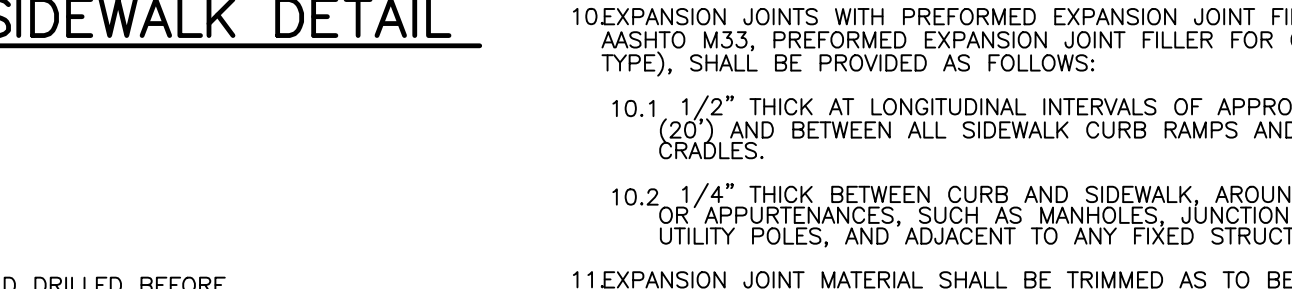 SIDEWALK DETAIL
D DRILLED BEFORE
10.EXPANSION JOINTS WITH PREFORMED EXPANSION JOINT
AASHTO M33, PREFORMED EXPANSION JOINT FILLER FOR
TYPE), SHALL BE PROVIDED AS FOLLOWS:
10.1 1/2" THICK AT LONGITUDINAL INTERVALS OF APPRO
(20') AND BETWEEN ALL SIDEWALK CURB RAMPS AND
CRADLES.
10.2 1/4" THICK BETWEEN CURB AND SIDEWALK, AROUN
OR APPURTENANCES, SUCH AS MANHOLES, JUNCTION
UTILITY POLES, AND ADJACENT TO ANY FIXED STRUCT
11.EXPANSION JOINT MATERIAL SHALL BE TRIMMED AS TO BE